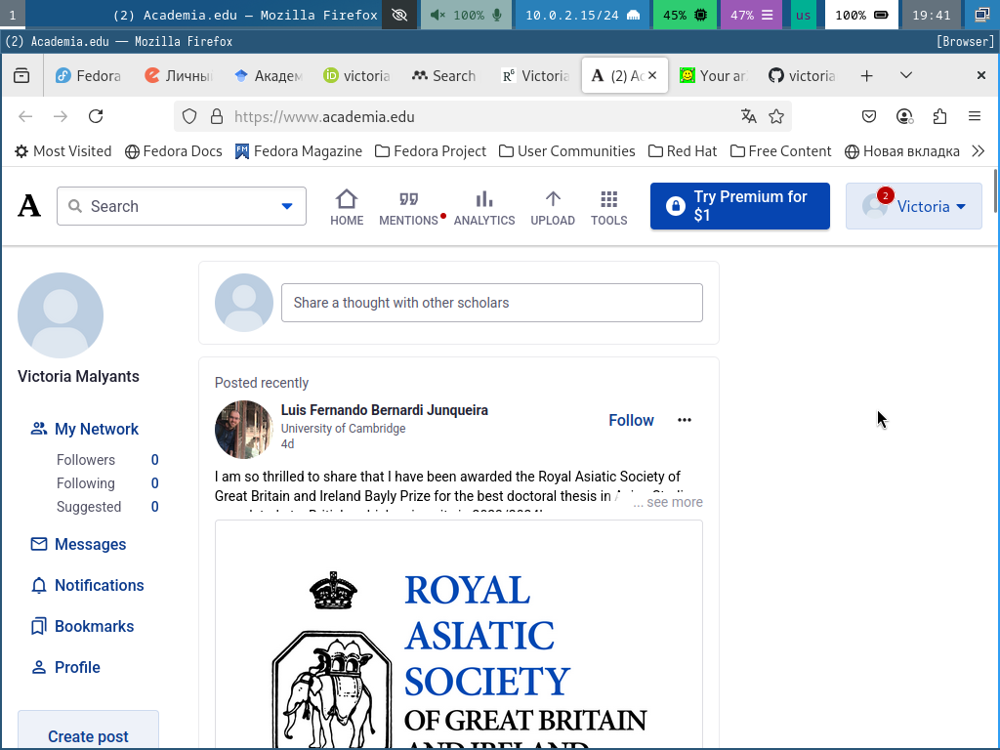 1
(2) Academia.edu — Mozilla Firefox
100%
10.0.2.15/24
45%
47%
us
100%
19:41
(2) Academia.edu — Mozilla Firefox
[Browser]
Fedora
Личны
Академ
victoria
Search
Victoria
(2) Ac
Your ar
victoria
https://www.academia.edu
Most Visited
Fedora Docs
Fedora Magazine
Fedora Project
User Communities
Red Hat
Free Content
Новая вкладка
A
Search
HOME
MENTIONS
ANALYTICS
UPLOAD
TOOLS
Try Premium for
$1
2
Victoria
Victoria Malyants
My Network
Followers 0
Following 0
Suggested 0
Messages
Notifications
Bookmarks
Profile
Create post
Share a thought with other scholars
Posted recently
Luis Fernando Bernardi Junqueira
University of Cambridge
4d
Follow
I am so thrilled to share that I have been awarded the Royal Asiatic Society of
Great Britain and Ireland Bayly Prize for the best doctoral thesis in
... see more
ROYAL
ASIATIC
SOCIETY
OF GREAT BRITAIN
AND IRELAND